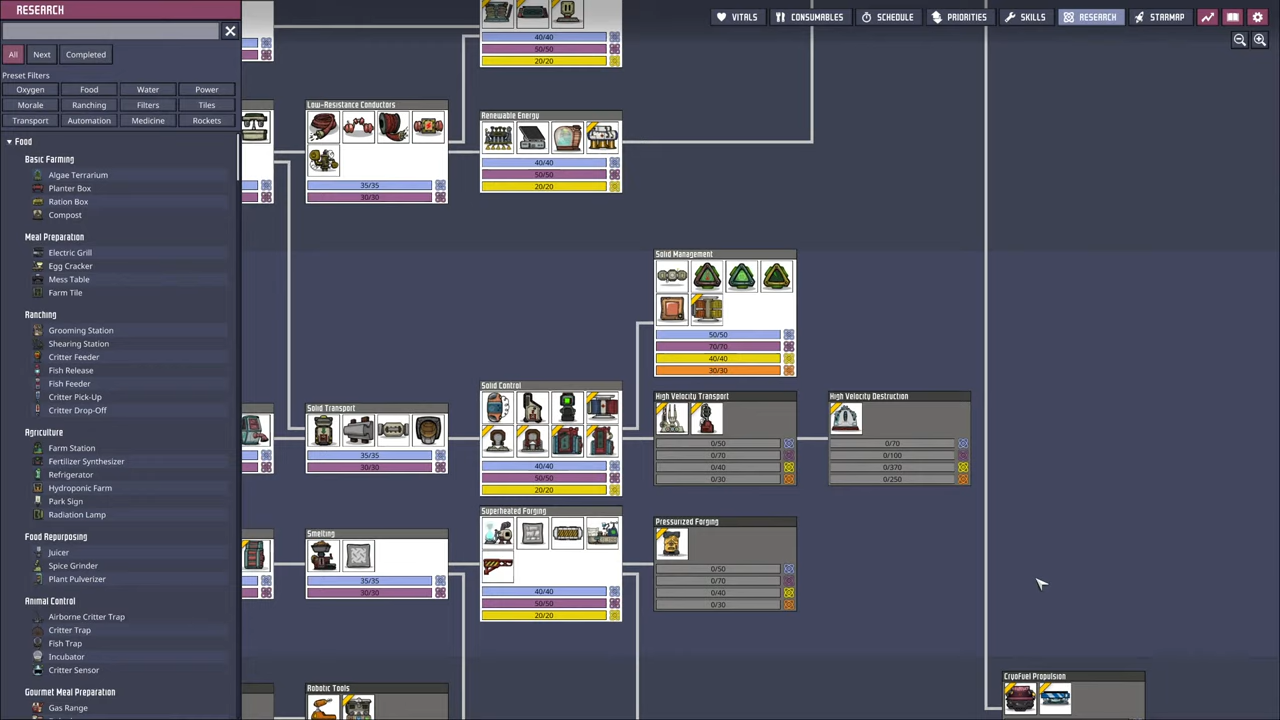 RESEARCH
VITALS
CONSUMABLES
SCHEDULE
PRIORITIES
SKILLS
RESEARCH
STARMAP
All
Next
Completed
Preset Filters
Oxygen
Food
Water
Power
Morale
Ranching
Filters
Tiles
Transport
Automation
Medicine
Rockets
Food
Basic Farming
Algae Terrarium
Planter Box
Ration Box
Compost
Meal Preparation
Electric Grill
Egg Cracker
Mess Table
Farm Tile
Ranching
Grooming Station
Shearing Station
Critter Feeder
Fish Release
Fish Feeder
Critter Pick-Up
Critter Drop-Off
Agriculture
Farm Station
Fertilizer Synthesizer
Refrigerator
Hydroponic Farm
Park Sign
Radiation Lamp
Food Repurposing
Juicer
Spice Grinder
Plant Pulverizer
Animal Control
Airborne Critter Trap
Critter Trap
Fish Trap
Incubator
Critter Sensor
Gourmet Meal Preparation
Gas Range
40/40
50/50
20/20
Low-Resistance Conductors
35/35
30/30
Renewable Energy
40/40
50/50
20/20
Solid Management
50/50
70/70
40/40
30/30
Solid Transport
35/35
30/30
Solid Control
40/40
50/50
20/20
High Velocity Transport
0/50
0/70
0/40
0/30
High Velocity Destruction
0/70
0/100
0/370
0/250
Smelting
35/35
30/30
Superheated Forging
40/40
50/50
20/20
Pressurized Forging
0/50
0/70
0/40
0/30
Robotic Tools
CryoFuel Propulsion